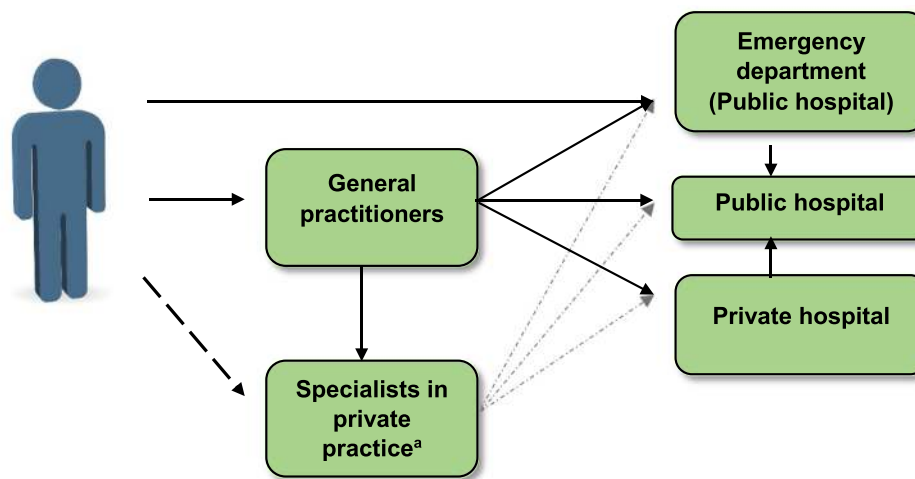 Emergency
department
(Public hospital)
General
practitioners
Public hospital
Private hospital
Specialists in
private
practiceᵃ